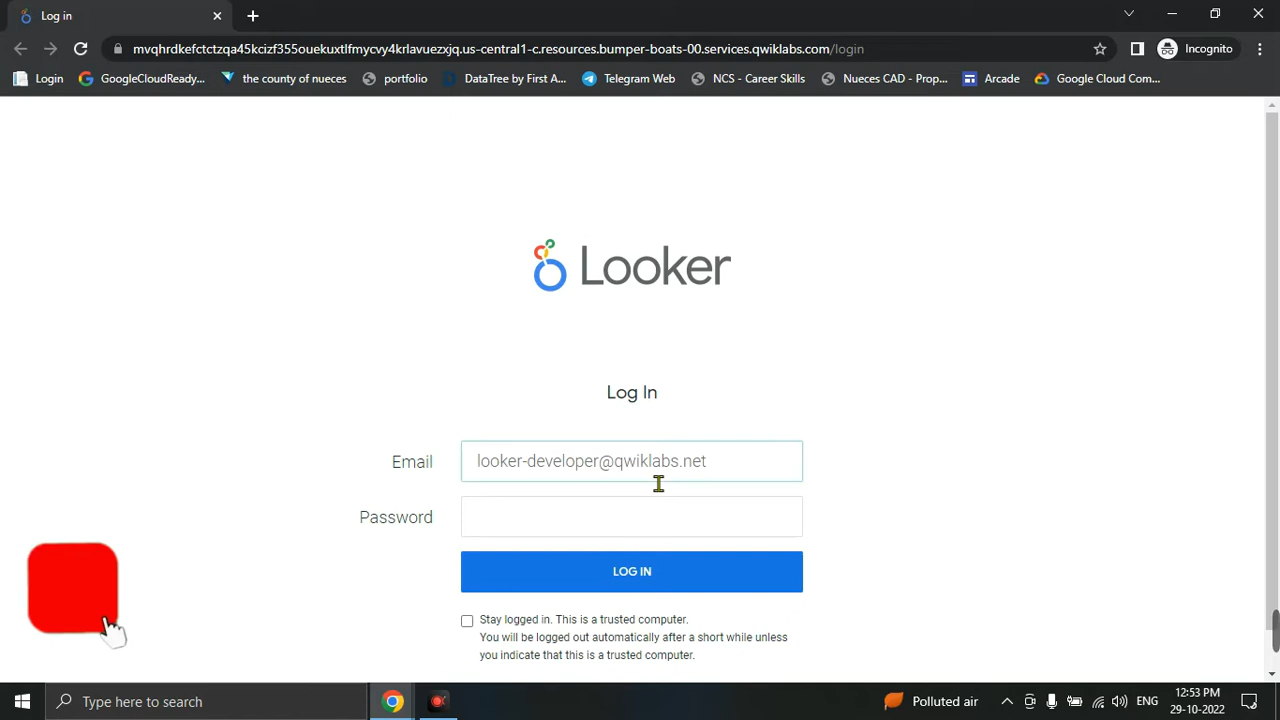 Log in
mvqhrdkefctctzqa45kcizf355ouekuxtlfmycvy4krlavuezxjq.us-central1-c.resources.bumper-boats-00.services.qwiklabs.com/login
Incognito
Login
GoogleCloudReady...
the county of nueces
portfolio
DataTree by First A...
Telegram Web
NCS - Career Skills
Nueces CAD - Prop...
Arcade
Google Cloud Com...
Looker
Log In
Email
looker-developer@qwiklabs.net
Password
LOG IN
Stay logged in. This is a trusted computer.
You will be logged out automatically after a short while unless
you indicate that this is a trusted computer.
Type here to search
Polluted air
ENG
12:53 PM
29-10-2022